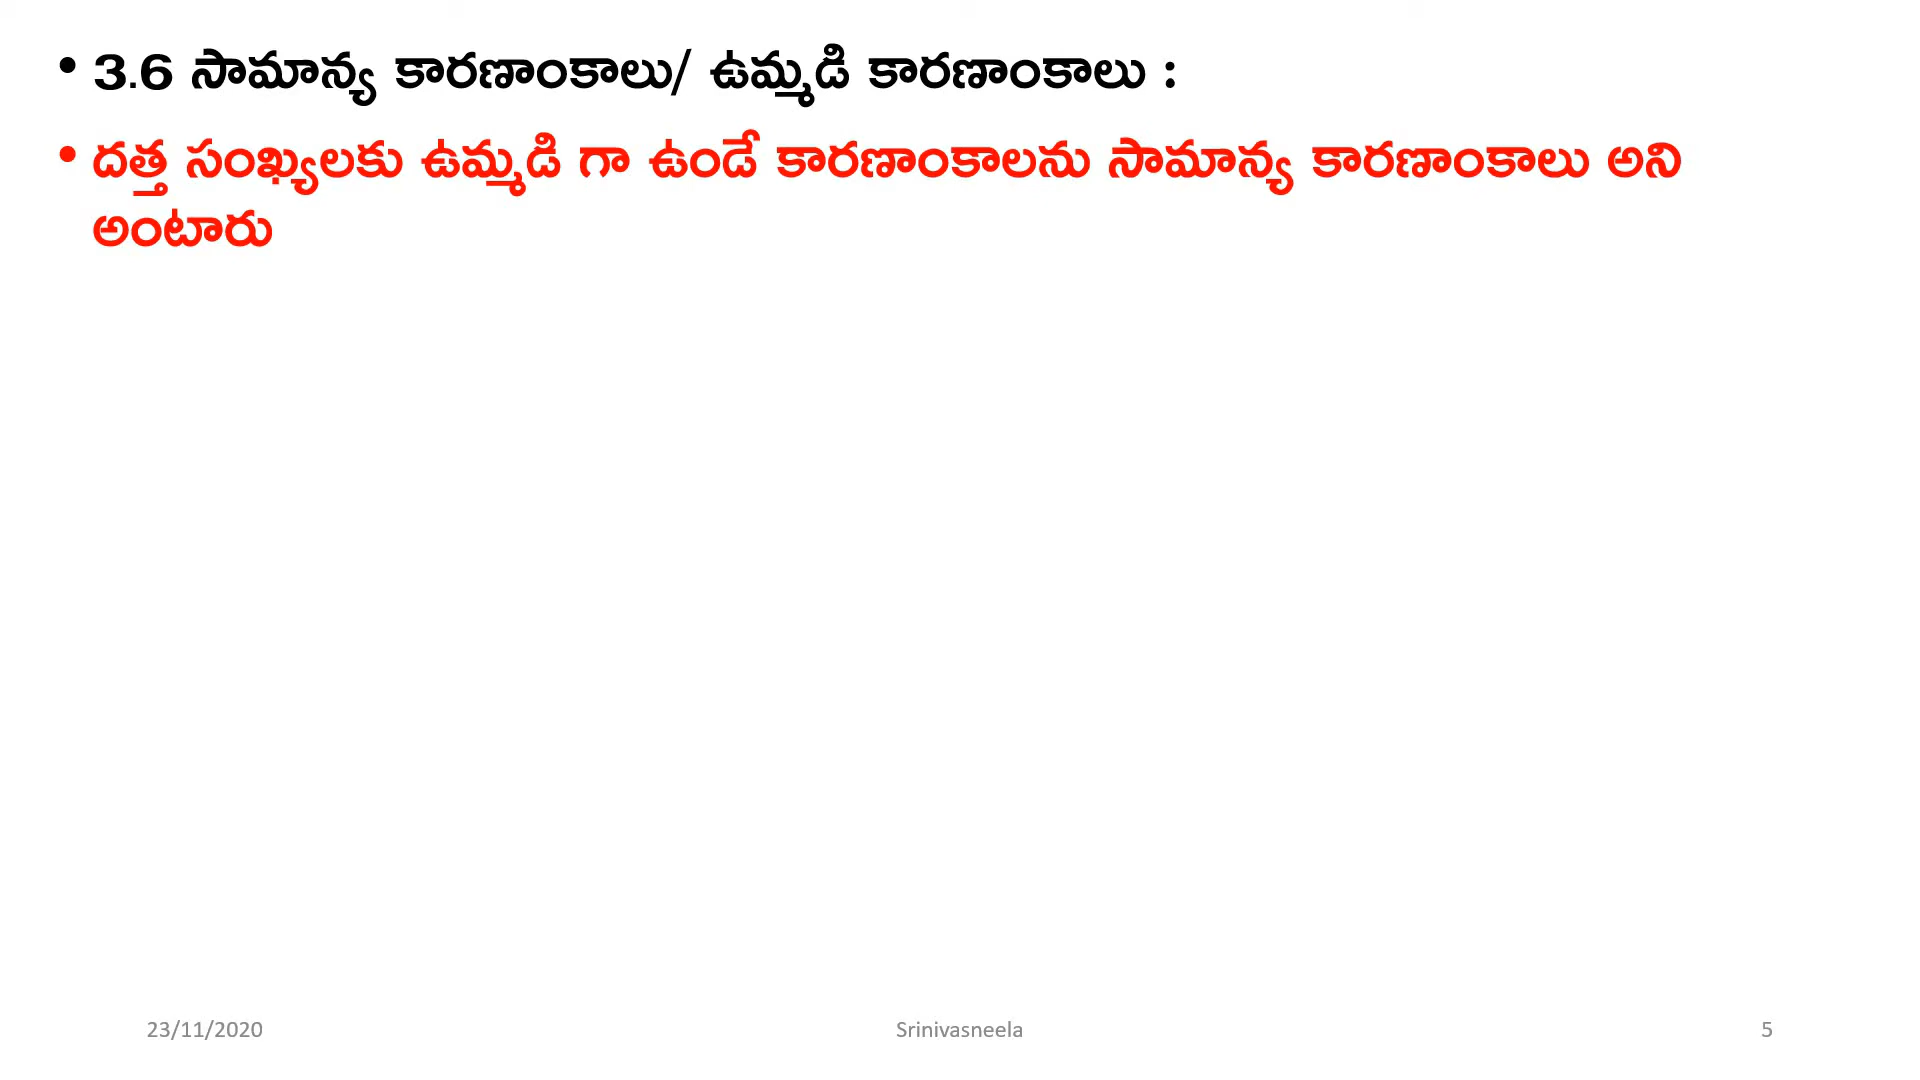 • 3.6 సామాన్య కారణాంకాలు/ ఉమ్మడి కారణాంకాలు :
• దత్త సంఖ్యలకు ఉమ్మడి గా ఉండే కారణాంకాలను సామాన్య కారణాంకాలు అని
అంటారు
23/11/2020 Srinivasneela 5